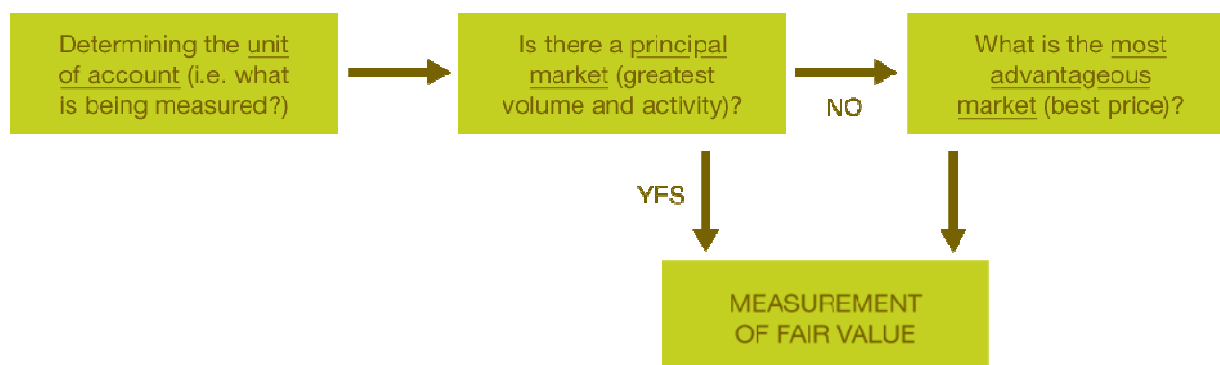 Determining the unit
of account (i.e. what
is being measured?)
Is there a principal
market (greatest
volume and activity)?
NO
What is the most
advantageous
market (best price)?
YFS
MEASUREMENT
OF FAIR VALUE